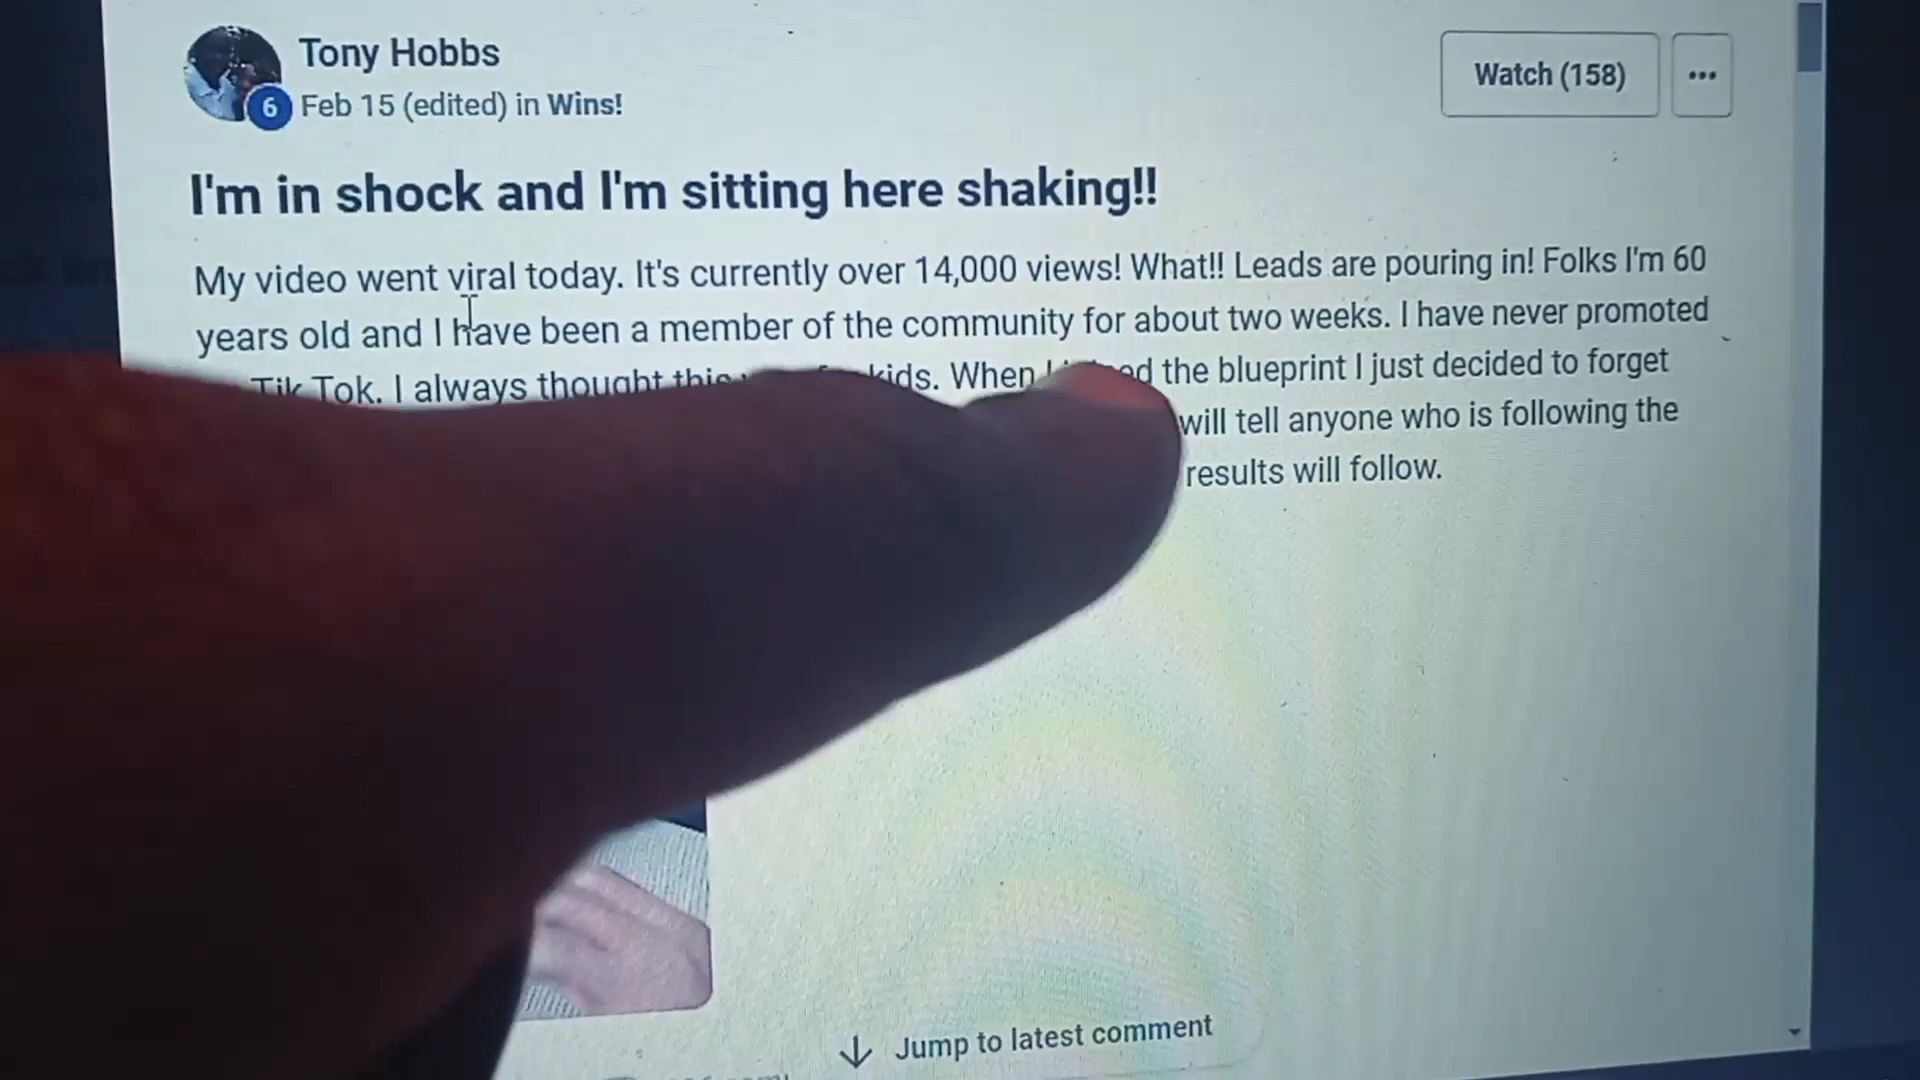 Tony Hobbs
6
Feb 15 (edited) in Wins!
Watch (158)
•••
I'm in shock and I'm sitting here shaking!!
My video went viral today. It's currently over 14,000 views! What!! Leads are pouring in! Folks I'm 60
years old and I have been a member of the community for about two weeks. I have never promoted
Tik Tok. I always thought this kids. When I the blueprint I just decided to forget
will tell anyone who is following the
results will follow.
Jump to latest comment